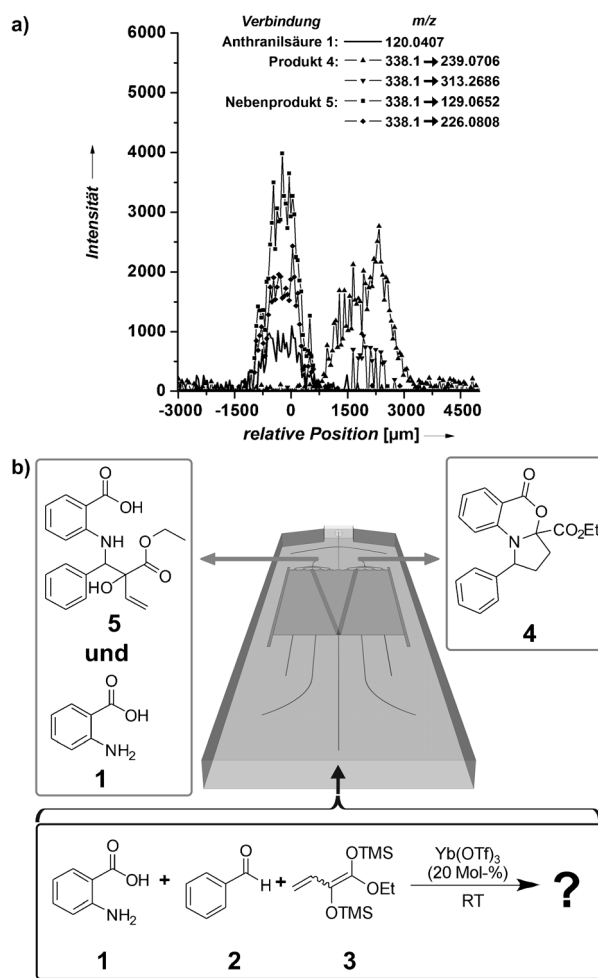 a)
Verbindung m/z
Anthranilsäure 1: 120.0407
Produkt 4: 338.1→239.0706
338.1→313.2686
Nebenprodukt 5: 338.1→129.0652
338.1→226.0808
6000
5000
4000
3000
2000
1000
0
Intensität
-3000 -1500 0 1500 3000 4500
relative Position [µm]
b)
O
OH
NH
O
O
HO
5
und
O
OH
NH2
1
O
O
N
CO2Et
4
O
OH
NH2
1
+
O
H
2
+
OTMS
OEt
OTMS
3
Yb(OTf)3
(20 Mol-%)
RT
?